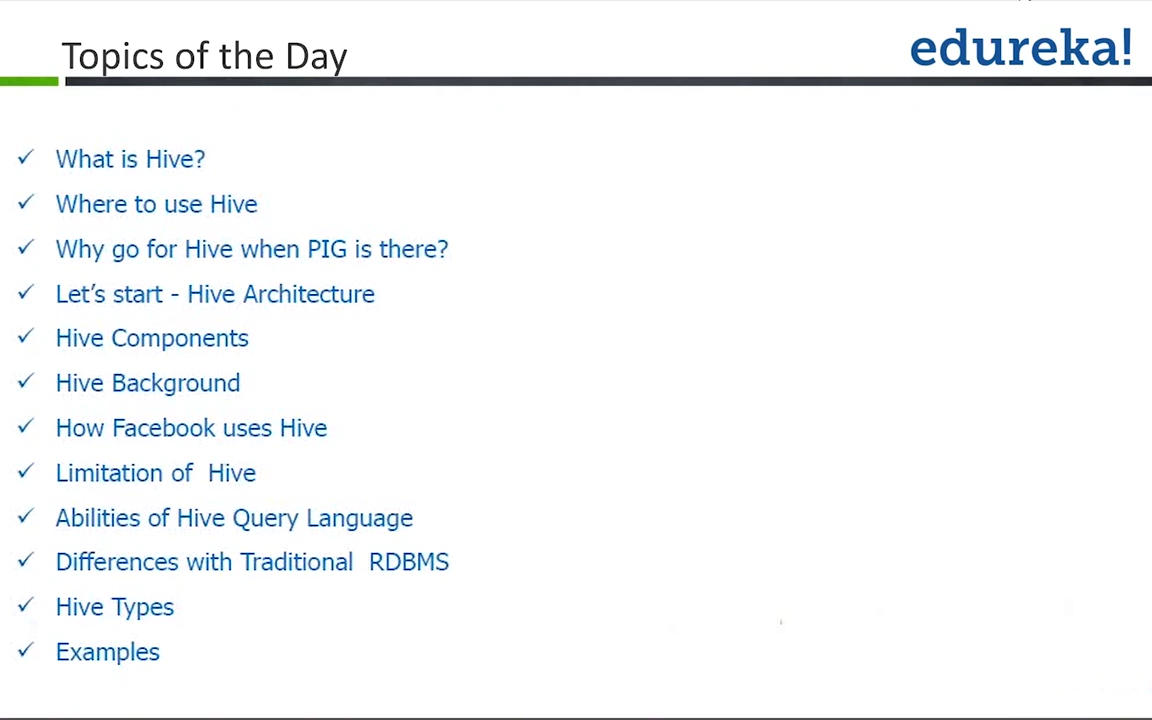 Topics of the Day
edureka!
What is Hive?
Where to use Hive
Why go for Hive when PIG is there?
Let’s start - Hive Architecture
Hive Components
Hive Background
How Facebook uses Hive
Limitation of  Hive
Abilities of Hive Query Language
Differences with Traditional  RDBMS
Hive Types
Examples